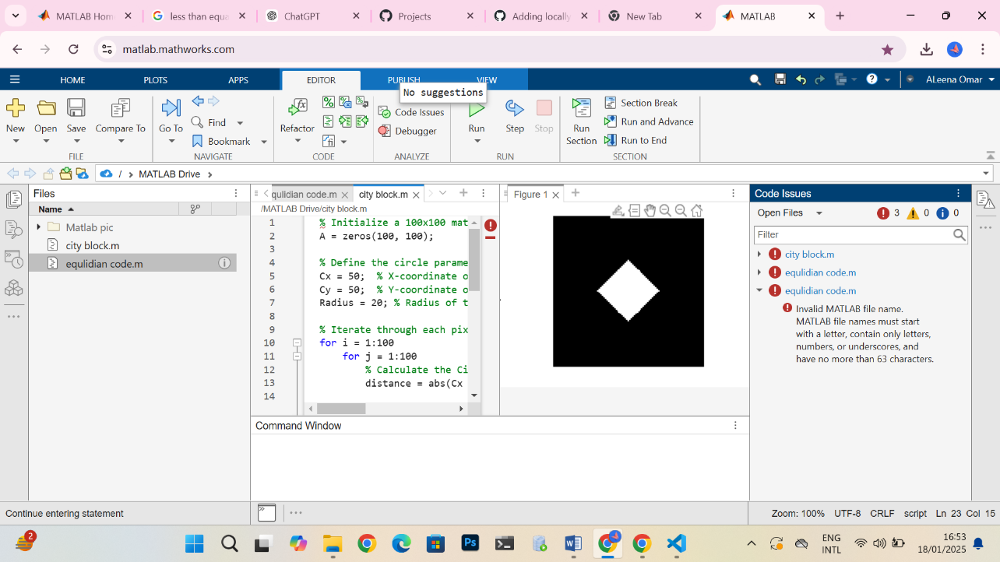 MATLAB Hom
less than equa
ChatGPT
Projects
Adding locally
New Tab
MATLAB
matlab.mathworks.com
HOME
PLOTS
APPS
EDITOR
PUBLISH
VIEW
ALeena Omar
No suggestions
New
Open
Save
Compare To
Go To
Find
Bookmark
Refactor
Code Issues
Debugger
Run
Step
Stop
Run
Section
Section Break
Run and Advance
Run to End
FILE
NAVIGATE
CODE
ANALYZE
RUN
SECTION
/ › MATLAB Drive ›
Files
Name
Matlab pic
city block.m
equlidian code.m
qulidian code.m
city block.m
/MATLAB Drive/city block.m
1 % Initialize a 100x100 mat
2 A = zeros(100, 100);
3
4 % Define the circle parame
5 Cx = 50; % X-coordinate o
6 Cy = 50; % Y-coordinate o
7 Radius = 20; % Radius of t
8
9 % Iterate through each pix
10 for i = 1:100
11 for j = 1:100
12 % Calculate the Ci
13 distance = abs(Cx
14
Figure 1
Command Window
Code Issues
Open Files
3
0
0
Filter
city block.m
equlidian code.m
equlidian code.m
Invalid MATLAB file name.
MATLAB file names must start
with a letter, contain only letters,
numbers, or underscores, and
have no more than 63 characters.
Continue entering statement
Zoom: 100% UTF-8 CRLF script Ln 23 Col 15
2
Ps
ENG
INTL
16:53
18/01/2025